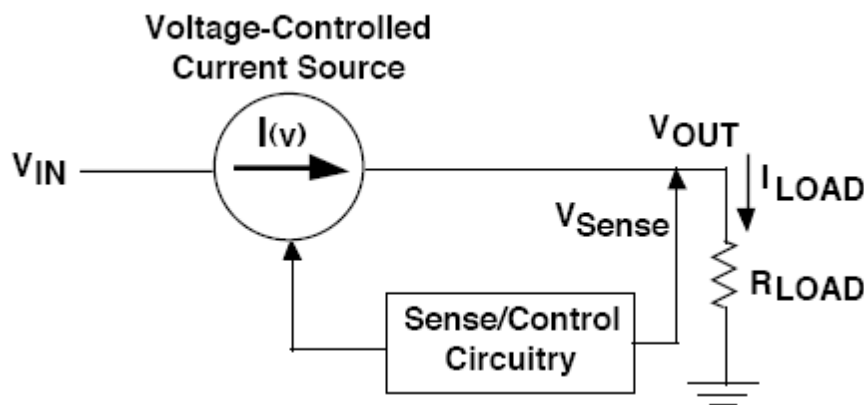 Voltage-Controlled
Current Source
I(v)
VIN
VOUT
ILOAD
VSense
RLOAD
Sense/Control
Circuitry